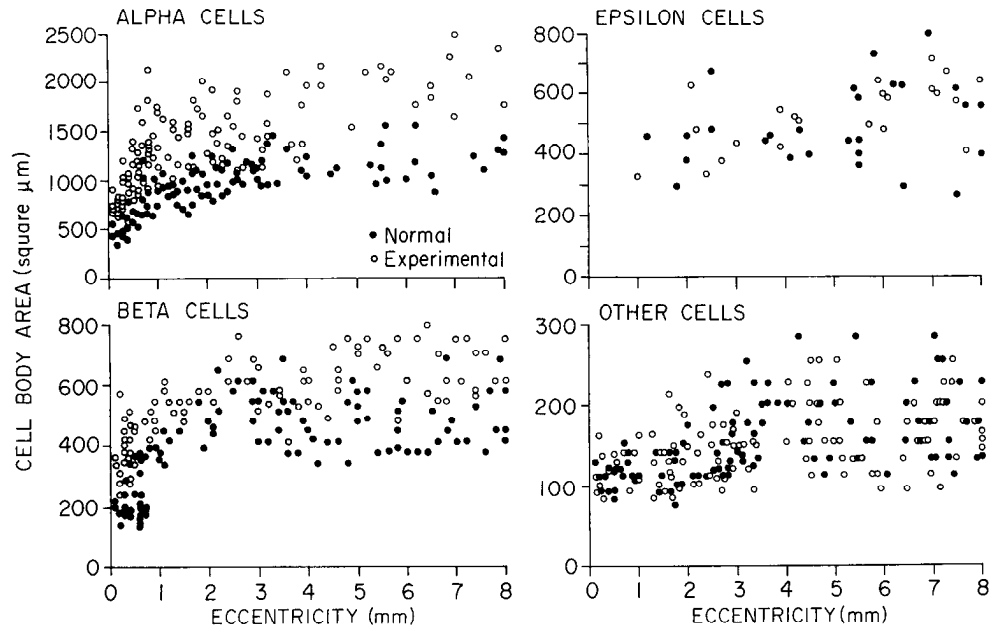 ALPHA CELLS
2500
2000
1500
1000
500
0
● Normal
○ Experimental
EPSILON CELLS
800
600
400
200
0
BETA CELLS
800
600
400
200
0
0 1 2 3 4 5 6 7 8
ECCENTRICITY (mm)
OTHER CELLS
300
200
100
0
0 1 2 3 4 5 6 7 8
ECCENTRICITY (mm)
CELL BODY AREA (square μm)